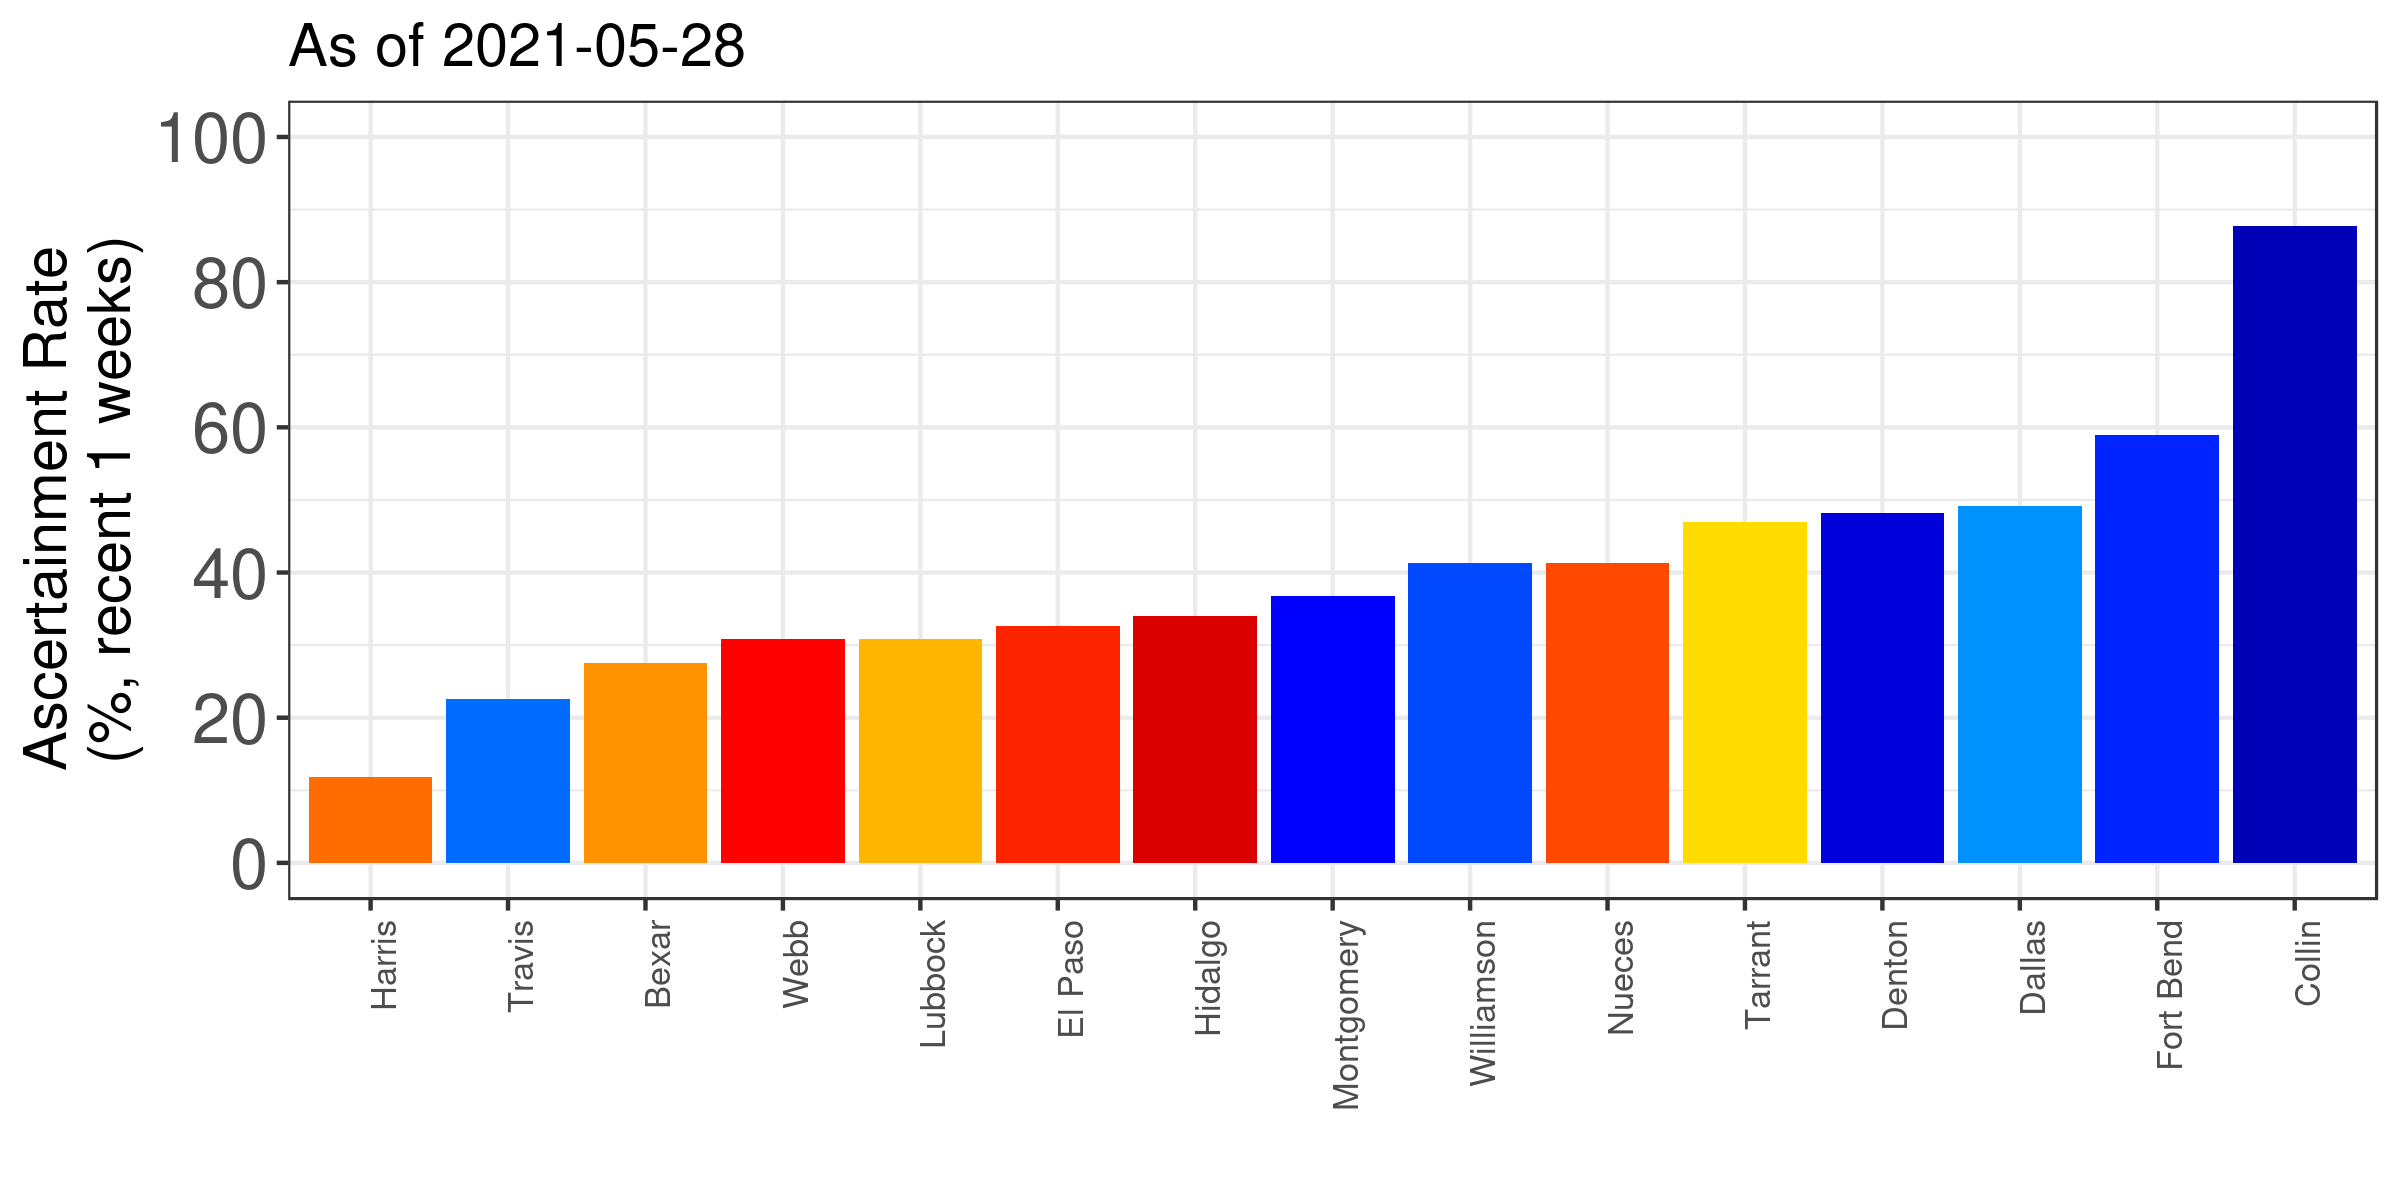 As of 2021-05-28
Ascertainment Rate
(%, recent 1 weeks)
100
80
60
40
20
0
Harris
Travis
Bexar
Webb
Lubbock
El Paso
Hidalgo
Montgomery
Williamson
Nueces
Tarrant
Denton
Dallas
Fort Bend
Collin